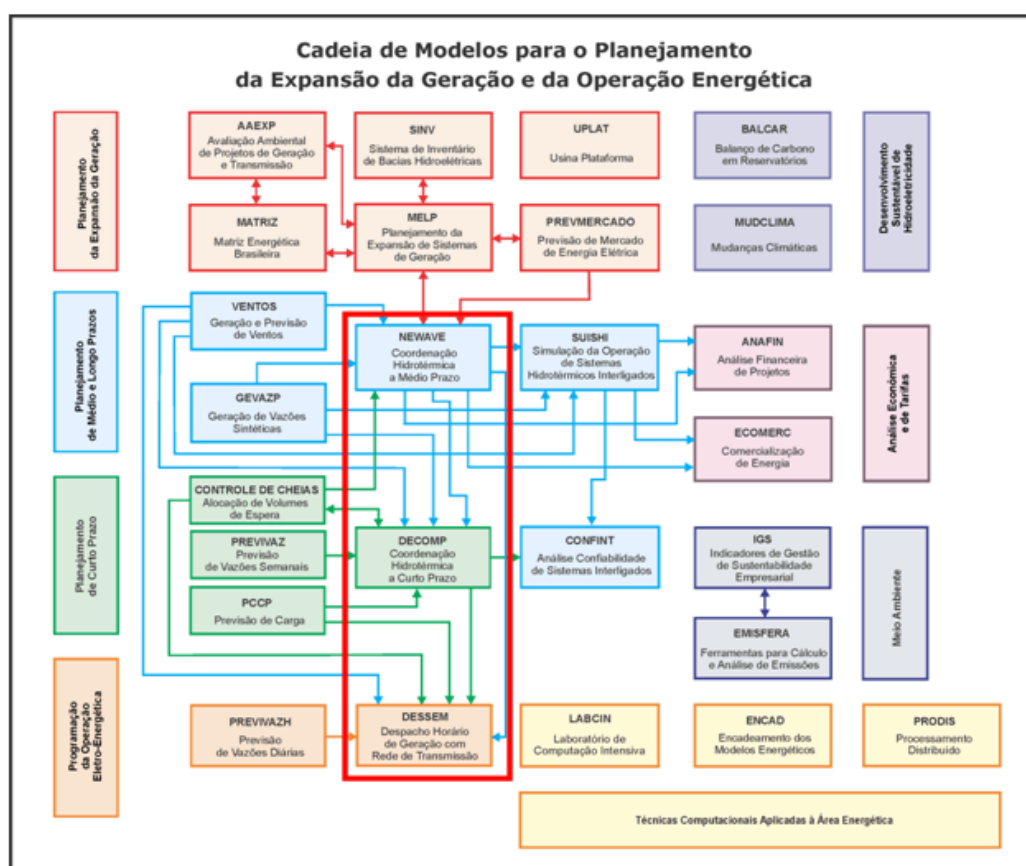 Cadeia de Modelos para o Planejamento
da Expansão da Geração e da Operação Energética
Planejamento
da Expansão da Geração
AAEXP
Avaliação Ambiental
de Projetos de Geração
e Transmissão
SINV
Sistema de Inventário
de Bacias Hidroelétricas
UPLAT
Usina Plataforma
BALCAR
Balanço de Carbono
em Reservatórios
Desenvolvimento
Sustentável de
Hidroeletricidade
MATRIZ
Matriz Energética
Brasileira
MELP
Planejamento da
Expansão de Sistemas
de Geração
PREVMERCADO
Previsão de Mercado
de Energia Elétrica
MUDCLIMA
Mudanças Climáticas
Planejamento
de Médio e Longo Prazos
VENTOS
Geração e Previsão
de Ventos
NEWAVE
Coordenação
Hidrotérmica
a Médio Prazo
SUISHI
Simulação da Operação
de Sistemas
Hidrotérmicos Interligados
ANAFIN
Análise Financeira
de Projetos
Análise Econômica
e de Tarifas
GEVAZP
Geração de Vazões
Sintéticas
ECOMERC
Comercialização
de Energia
Planejamento
de Curto Prazo
CONTROLE DE CHEIAS
Alocação de Volumes
de Espera
PREVIVAZ
Previsão
de Vazões Semanais
DECOMP
Coordenação
Hidrotérmica
a Curto Prazo
CONFINT
Análise Confiabilidade
de Sistemas Interligados
IGS
Indicadores de Gestão
de Sustentabilidade
Empresarial
Meio Ambiente
PCCP
Previsão de Carga
EMISFERA
Ferramentas para Cálculo
e Análise de Emissões
Programação
da Operação
Eletro-Energética
PREVIVAZH
Previsão
de Vazões Diárias
DESSEM
Despacho Horário
de Geração com
Rede de Transmissão
LABCIN
Laboratório de
Computação Intensiva
ENCAD
Encadeamento dos
Modelos Energéticos
PRODIS
Processamento
Distribuido
Técnicas Computacionais Aplicadas à Área Energética